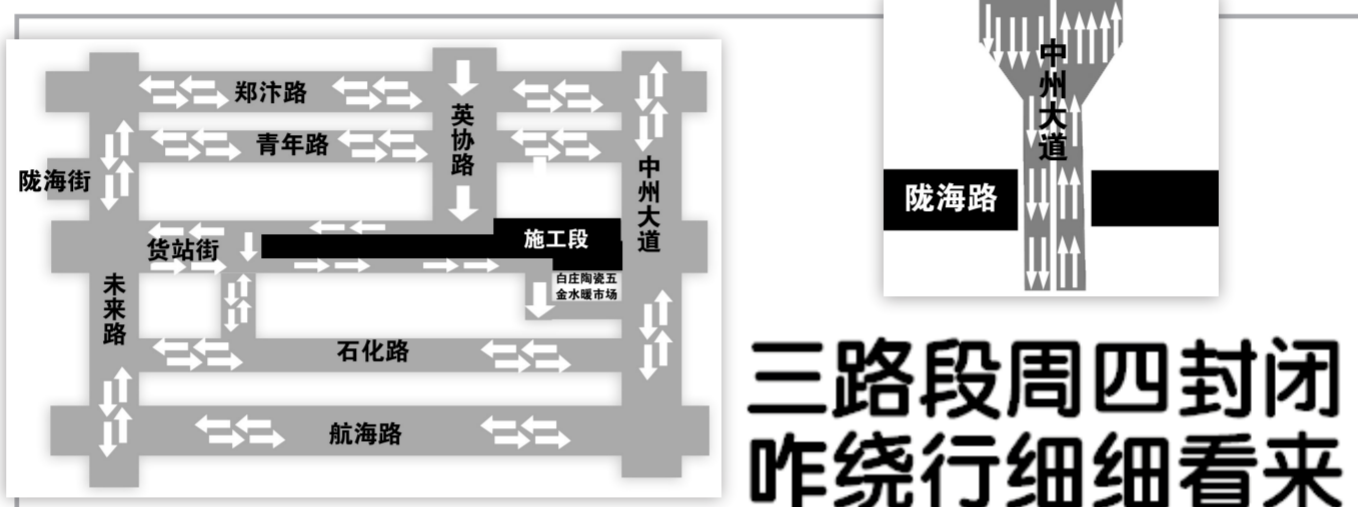 郑汴路
青年路
英协路
陇海街
中州大道
货站街
施工段
白庄陶瓷五
金水暖市场
未来路
石化路
航海路
中州大道
陇海路
三路段周四封闭
咋绕行细细看来